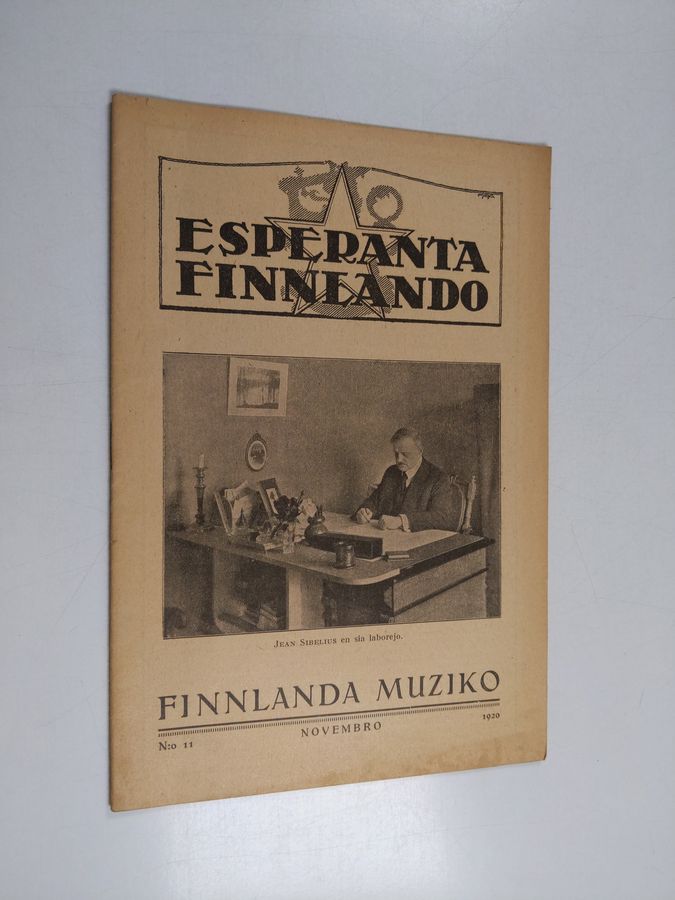 ESPERANTA
FINNLANDO
JEAN SIBELIUS en sia laborejo.
FINNLANDA MUZIKO
N:o 11 NOVEMBRO 1920